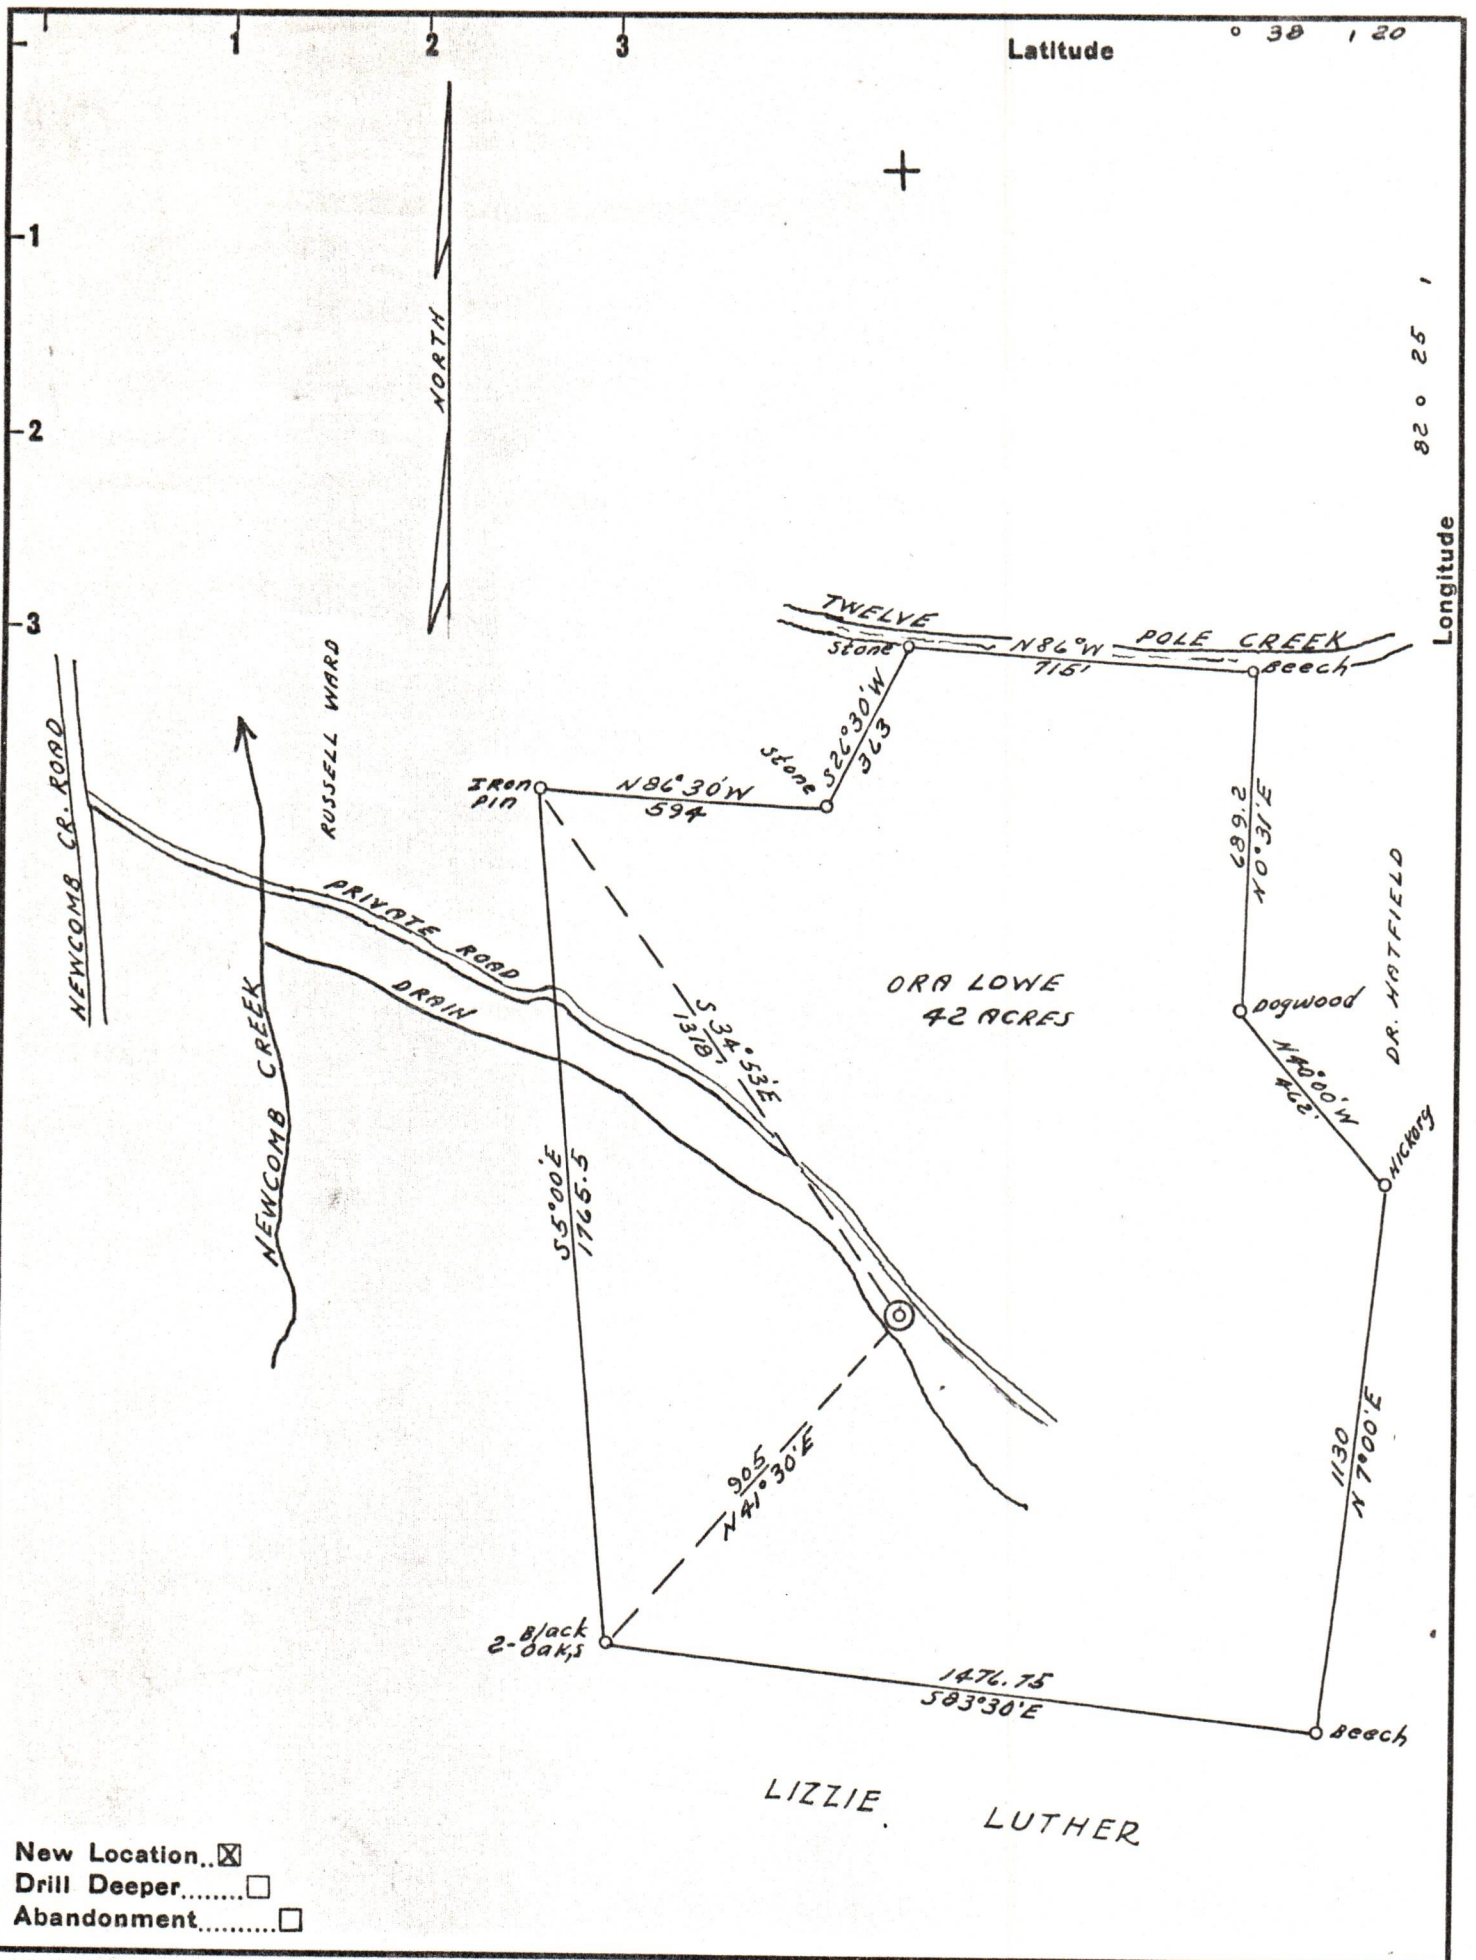 1 2 3 Latitude ° 38 ' 20
-1
-2
-3
82 ° 25 '
Longitude
NORTH
TWELVE POLE CREEK
Stone N86°W Beech
715'
S26°30'W
363
Stone
IRON
PIN
N86°30'W
594
RUSSELL WARD
NEWCOMB CR. ROAD
689.2
N0°31'E
PRIVATE ROAD
DRAIN
ORA LOWE
42 ACRES
Dogwood
DR. HATFIELD
S 34°53'E
1318'
N40°00'W
462'
Hickory
NEWCOMB CREEK
S5°00'E
1765.5
905
N41°30'E
1130
N7°00'E
Black
2-Oak,s
1476.75
S83°30'E
Beech
LIZZIE LUTHER
New Location..☒
Drill Deeper........☐
Abandonment..........☐